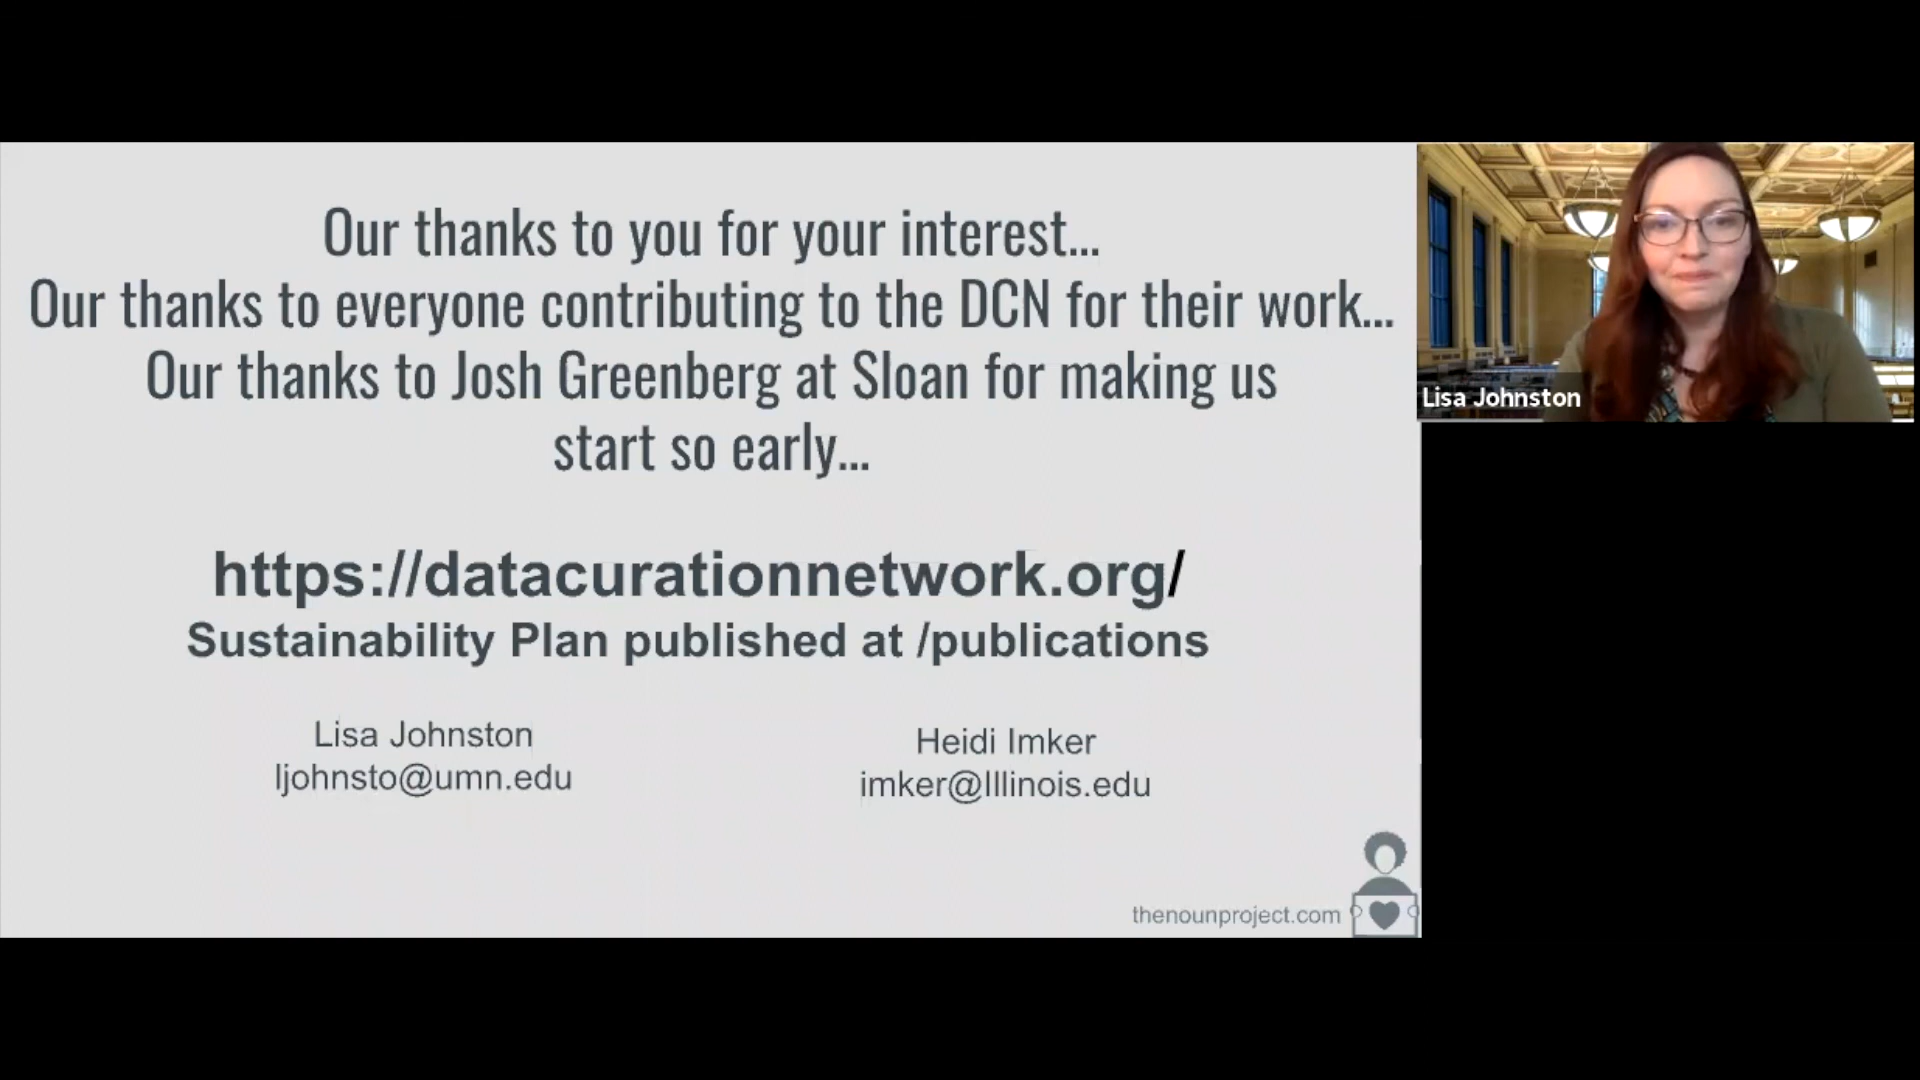 Our thanks to you for your interest...
Our thanks to everyone contributing to the DCN for their work...
Our thanks to Josh Greenberg at Sloan for making us
start so early...
https://datacurationnetwork.org/
Sustainability Plan published at /publications
Lisa Johnston
ljohnsto@umn.edu
Heidi Imker
imker@Illinois.edu
thenounproject.com
Lisa Johnston